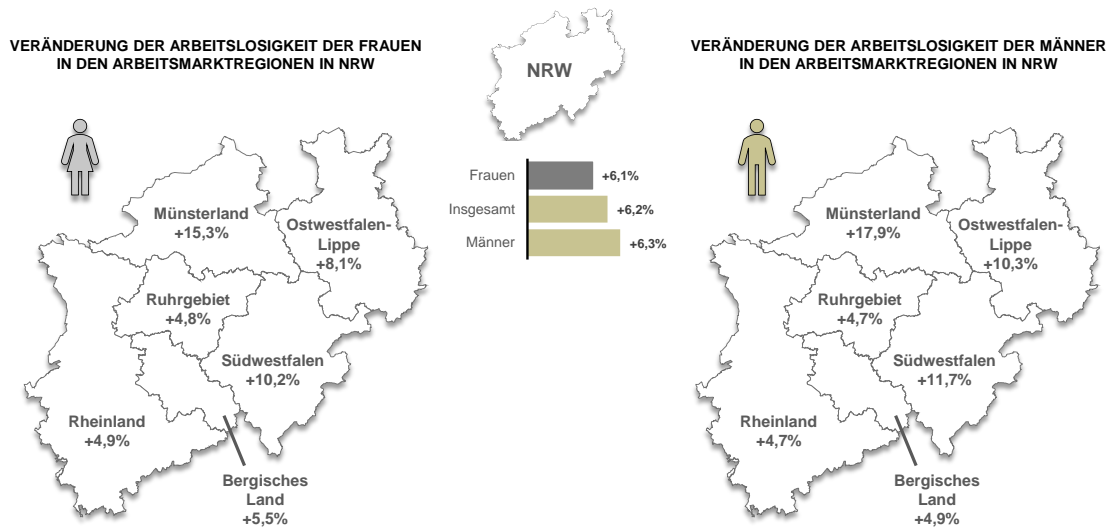 VERÄNDERUNG DER ARBEITSLOSIGKEIT DER FRAUEN
IN DEN ARBEITSMARKTREGIONEN IN NRW
Münsterland
+15,3%
Ostwestfalen-
Lippe
+8,1%
Ruhrgebiet
+4,8%
Südwestfalen
+10,2%
Rheinland
+4,9%
Bergisches
Land
+5,5%
NRW
Frauen
+6,1%
Insgesamt
+6,2%
Männer
+6,3%
VERÄNDERUNG DER ARBEITSLOSIGKEIT DER MÄNNER
IN DEN ARBEITSMARKTREGIONEN IN NRW
Münsterland
+17,9%
Ostwestfalen-
Lippe
+10,3%
Ruhrgebiet
+4,7%
Südwestfalen
+11,7%
Rheinland
+4,7%
Bergisches
Land
+4,9%